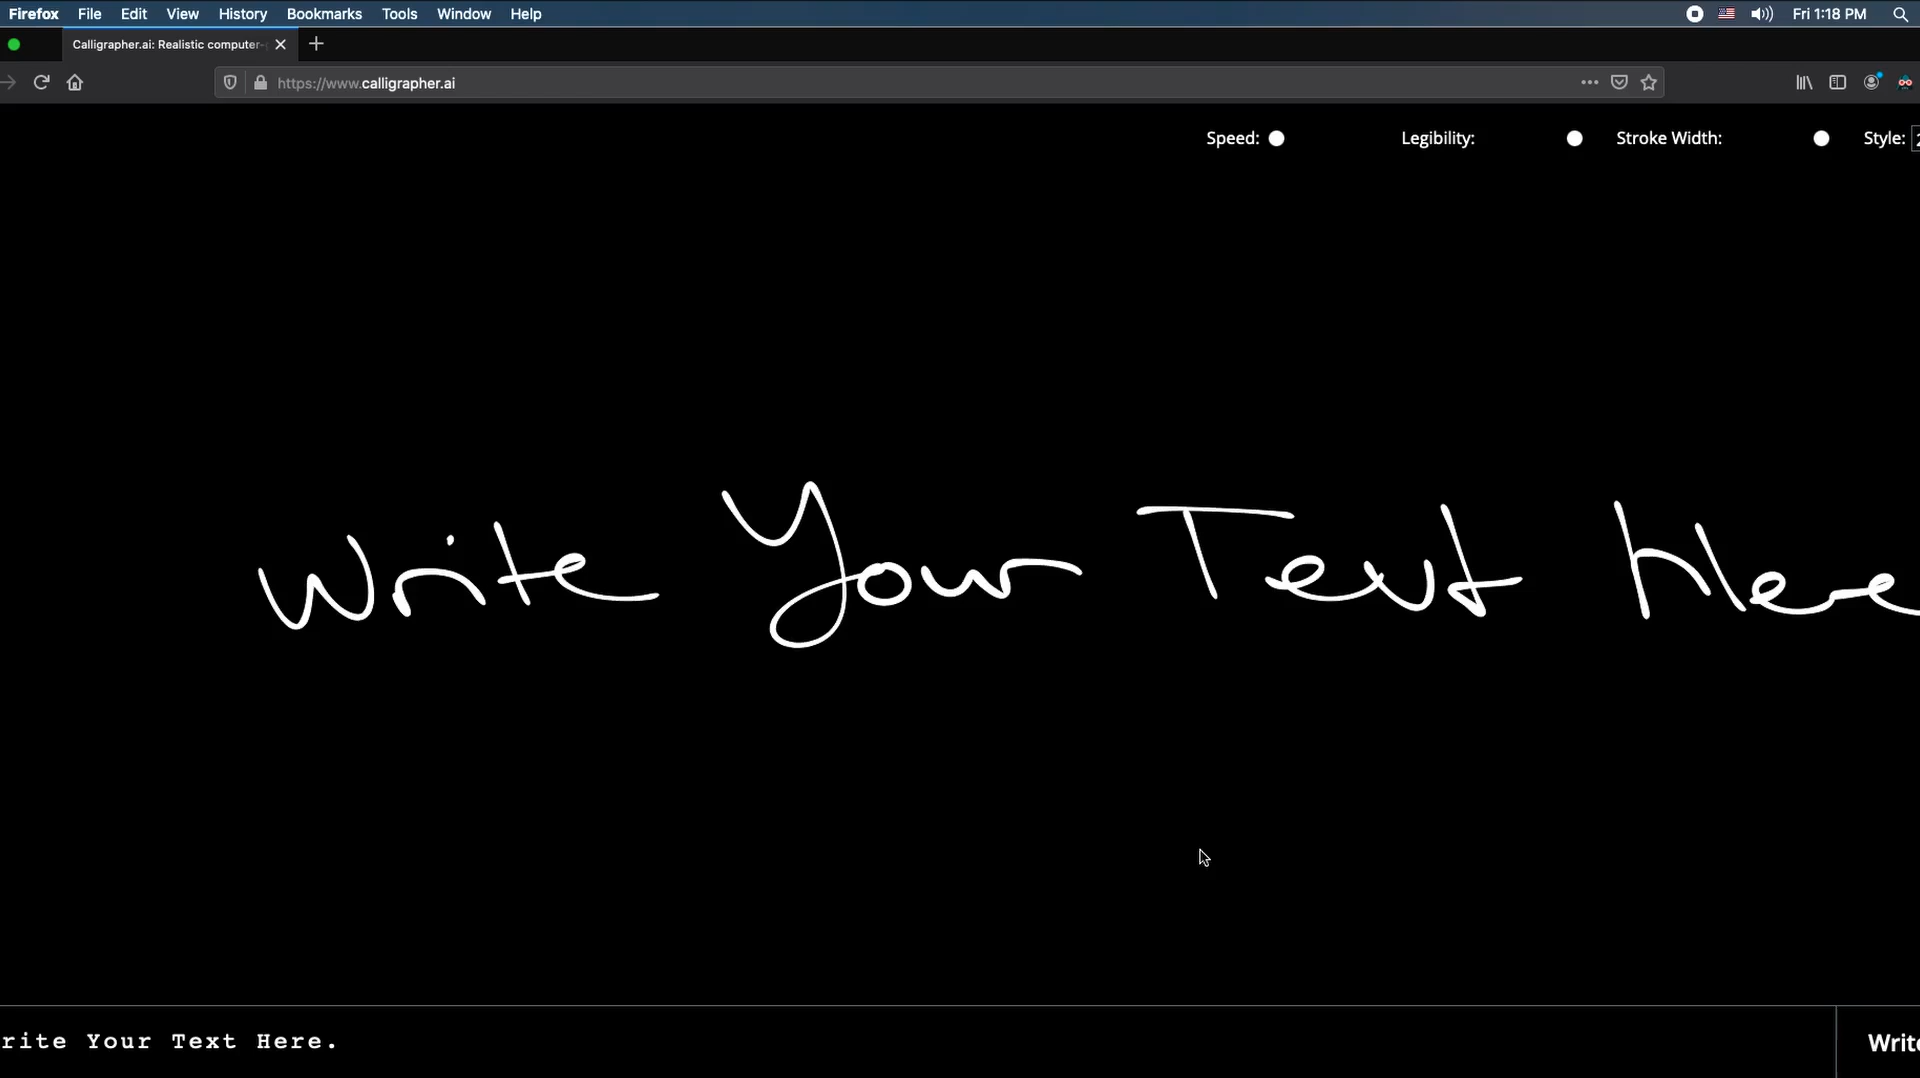 Firefox File Edit View History Bookmarks Tools Window Help Fri 1:18 PM
Calligrapher.ai: Realistic computer-
https://www.calligrapher.ai
Speed: Legibility: Stroke Width: Style:
Write Your Text Here
rite Your Text Here. Write